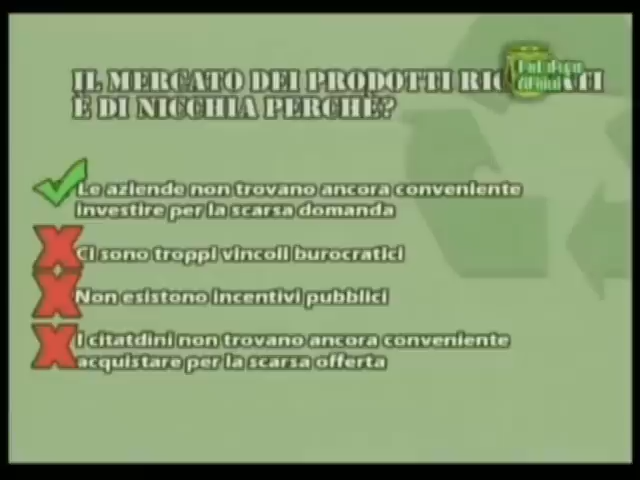 IL MERCATO DEI PRODOTTI
È DI NICCHIA PERCHÈ?
Le aziende non trovano ancora conveniente
investire per la scarsa domanda
Ci sono troppi vincoli burocratici
Non esistono incentivi pubblici
I citatdini non trovano ancora conveniente
acquistare per la scarsa offerta